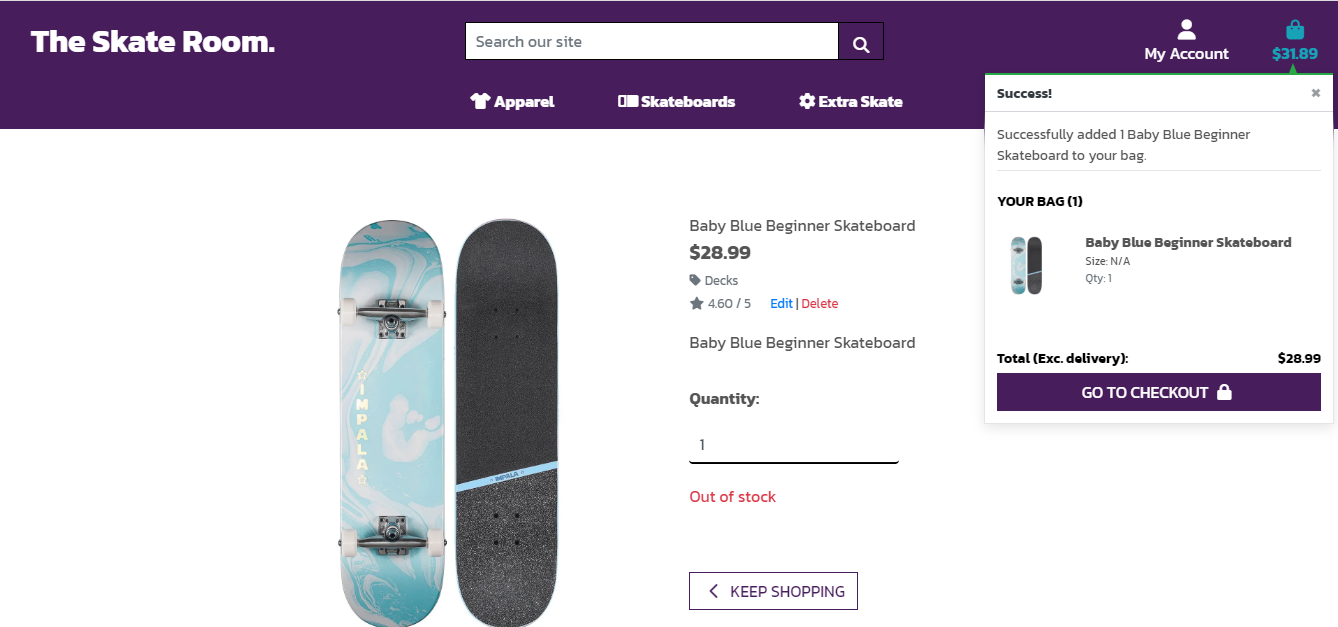 The Skate Room.
Search our site
My Account
$31.89
Apparel
Skateboards
Extra Skate
Success!
×
Successfully added 1 Baby Blue Beginner
Skateboard to your bag.
YOUR BAG (1)
Baby Blue Beginner Skateboard
Size: N/A
Qty: 1
Total (Exc. delivery):
$28.99
GO TO CHECKOUT
IMPALA
IMPALA
Baby Blue Beginner Skateboard
$28.99
Decks
4.60 / 5
Edit | Delete
Baby Blue Beginner Skateboard
Quantity:
1
Out of stock
KEEP SHOPPING